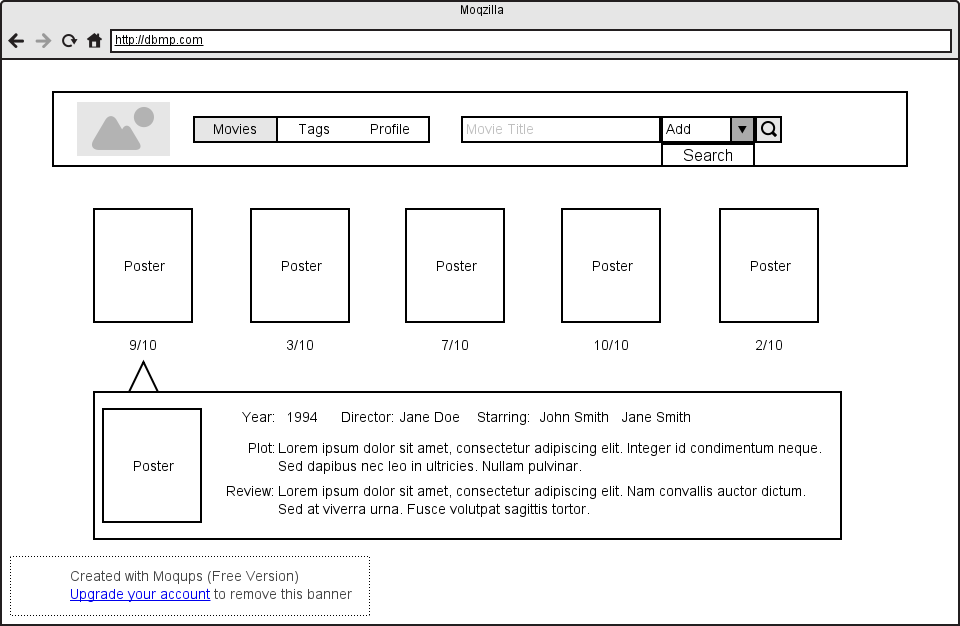 Moqzilla
http://dbmp.com
Movies Tags Profile Movie Title Add
Search
Poster Poster Poster Poster Poster
9/10 3/10 7/10 10/10 2/10
Year: 1994 Director: Jane Doe Starring: John Smith Jane Smith
Plot: Lorem ipsum dolor sit amet, consectetur adipiscing elit. Integer id condimentum neque.
Sed dapibus nec leo in ultricies. Nullam pulvinar.
Poster
Review: Lorem ipsum dolor sit amet, consectetur adipiscing elit. Nam convallis auctor dictum.
Sed at viverra urna. Fusce volutpat sagittis tortor.
Created with Moqups (Free Version)
Upgrade your account to remove this banner